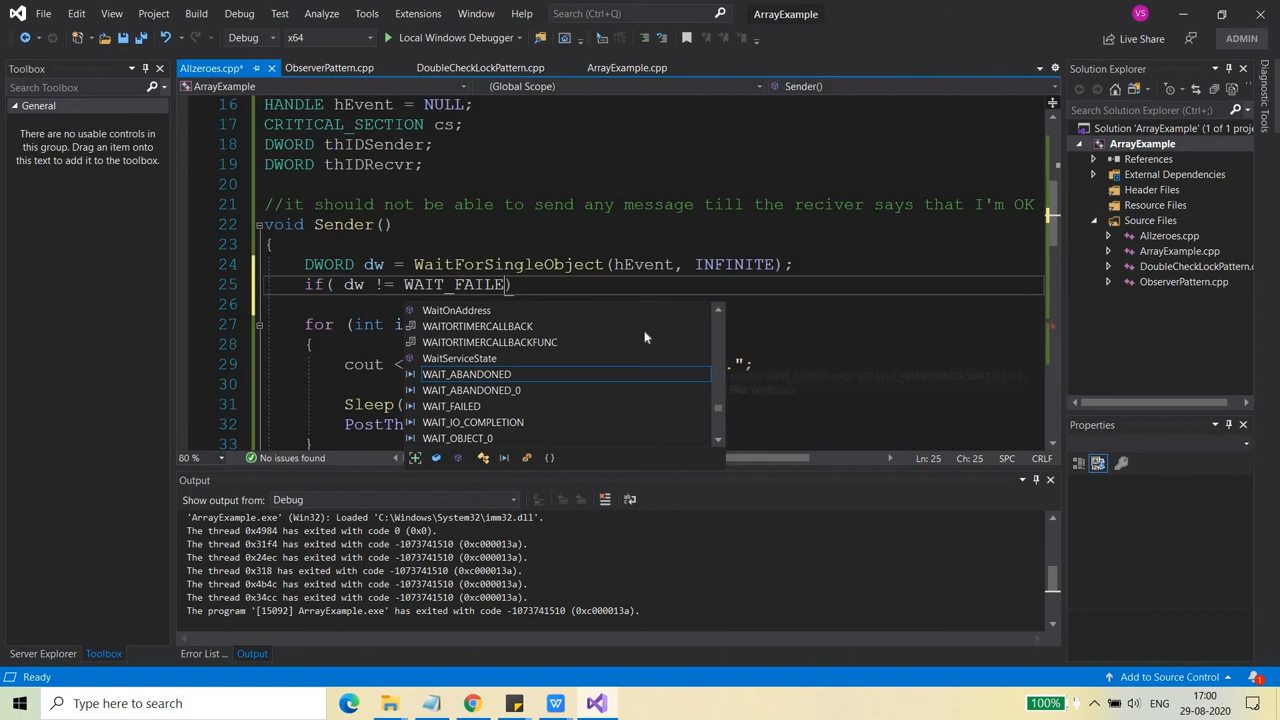 File Edit View Project Build Debug Test Analyze Tools Extensions Window Help Search (Ctrl+Q) ArrayExample VS
Debug x64 Local Windows Debugger Live Share ADMIN
Toolbox
Search Toolbox
General
There are no usable controls in
this group. Drag an item onto
this text to add it to the toolbox.
Allzeroes.cpp* ObserverPattern.cpp DoubleCheckLockPattern.cpp ArrayExample.cpp
ArrayExample (Global Scope) Sender()
16 HANDLE hEvent = NULL;
17 CRITICAL_SECTION cs;
18 DWORD thIDSender;
19 DWORD thIDRecvr;
20
21 //it should not be able to send any message till the reciver says that I'm OK
22 void Sender()
23 {
24 DWORD dw = WaitForSingleObject(hEvent, INFINITE);
25 if( dw != WAIT_FAILE)
26
27 for (int i
28 {
29 cout < .";
30
31 Sleep(
32 PostTh
33 }
WaitOnAddress
WAITORTIMERCALLBACK
WAITORTIMERCALLBACKFUNC
WaitServiceState
WAIT_ABANDONED
WAIT_ABANDONED_0
WAIT_FAILED
WAIT_IO_COMPLETION
WAIT_OBJECT_0
80 % No issues found Ln: 25 Ch: 25 SPC CRLF
Output
Show output from: Debug
'ArrayExample.exe' (Win32): Loaded 'C:\Windows\System32\imm32.dll'.
The thread 0x4984 has exited with code 0 (0x0).
The thread 0x31f4 has exited with code -1073741510 (0xc000013a).
The thread 0x24ec has exited with code -1073741510 (0xc000013a).
The thread 0x318 has exited with code -1073741510 (0xc000013a).
The thread 0x4b4c has exited with code -1073741510 (0xc000013a).
The thread 0x34cc has exited with code -1073741510 (0xc000013a).
The program '[15092] ArrayExample.exe' has exited with code -1073741510 (0xc000013a).
Solution Explorer
Search Solution Explorer
Solution 'ArrayExample' (1 of 1 proje
ArrayExample
References
External Dependencies
Header Files
Resource Files
Source Files
Allzeroes.cpp
ArrayExample.cpp
DoubleCheckLockPattern.
ObserverPattern.cpp
Properties
Diagnostic Tools
Server Explorer Toolbox Error List ... Output
Ready Add to Source Control 1
Type here to search 100% ENG 17:00
29-08-2020